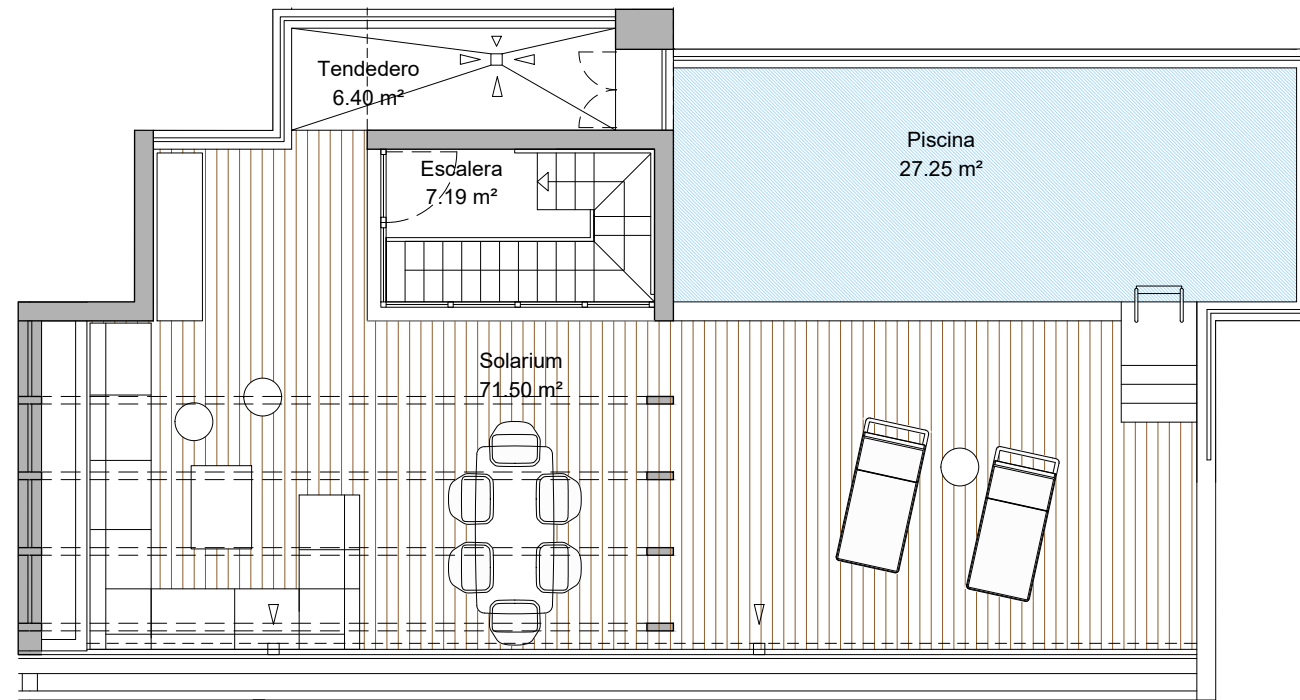 Tendedero
6.40 m²
Piscina
27.25 m²
Escalera
7.19 m²
Solarium
71.50 m²